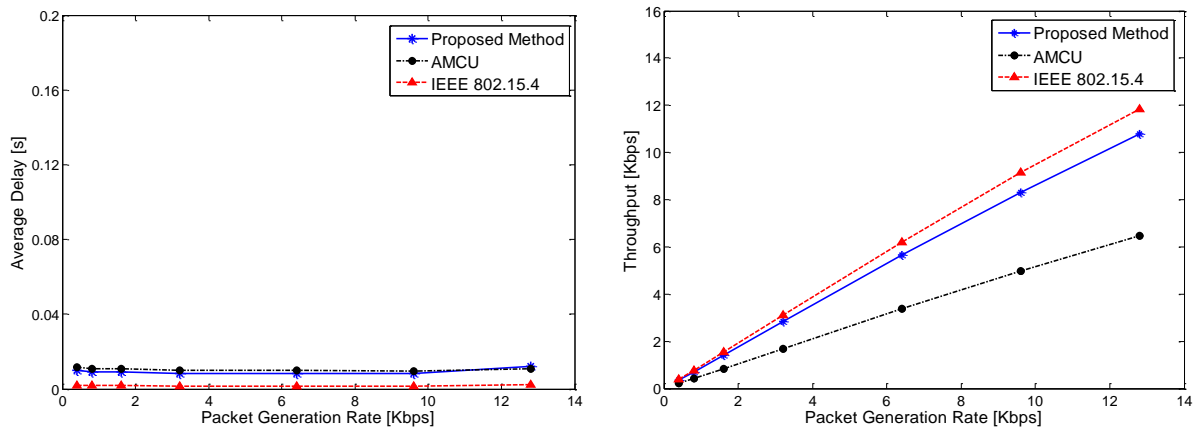 0.2
0.16
0.12
0.08
0.04
0
Average Delay [s]
0 2 4 6 8 10 12 14
Packet Generation Rate [Kbps]
Proposed Method
AMCU
IEEE 802.15.4
16
14
12
10
8
6
4
2
0
Throughput [Kbps]
0 2 4 6 8 10 12 14
Packet Generation Rate [Kbps]
Proposed Method
AMCU
IEEE 802.15.4